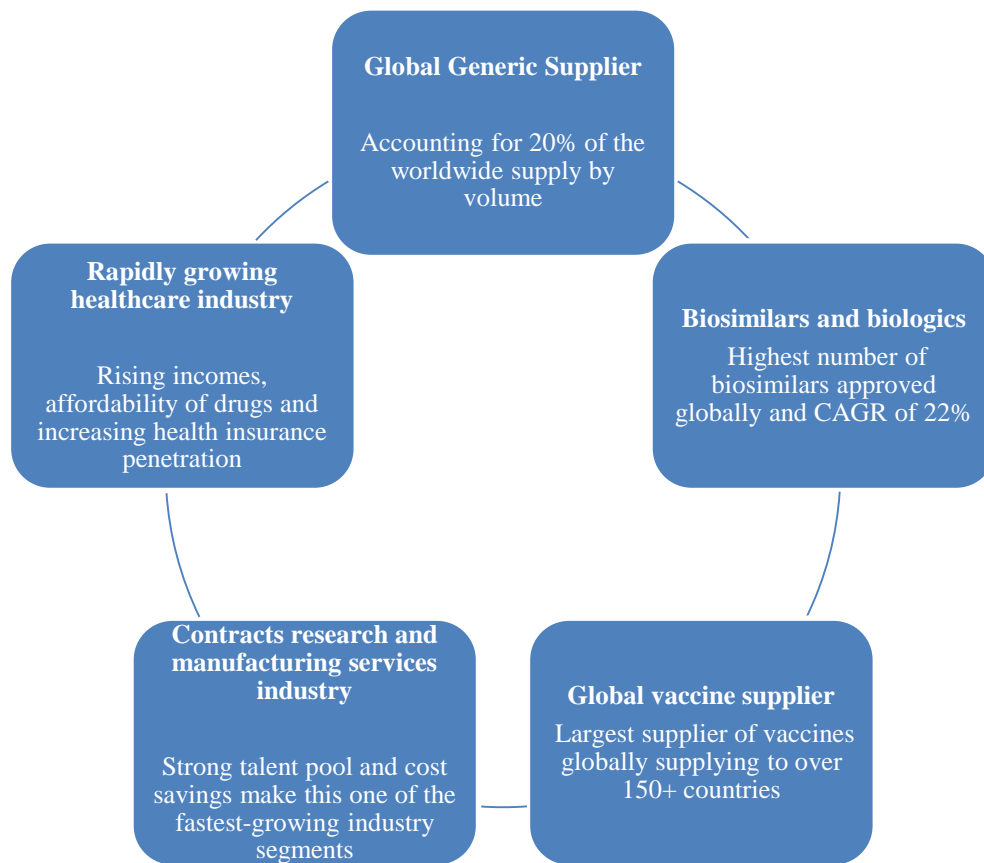 Global Generic Supplier
Accounting for 20% of the
worldwide supply by
volume
Biosimilars and biologics
Highest number of
biosimilars approved
globally and CAGR of 22%
Global vaccine supplier
Largest supplier of vaccines
globally supplying to over
150+ countries
Contracts research and
manufacturing services
industry
Strong talent pool and cost
savings make this one of the
fastest-growing industry
segments
Rapidly growing
healthcare industry
Rising incomes,
affordability of drugs and
increasing health insurance
penetration